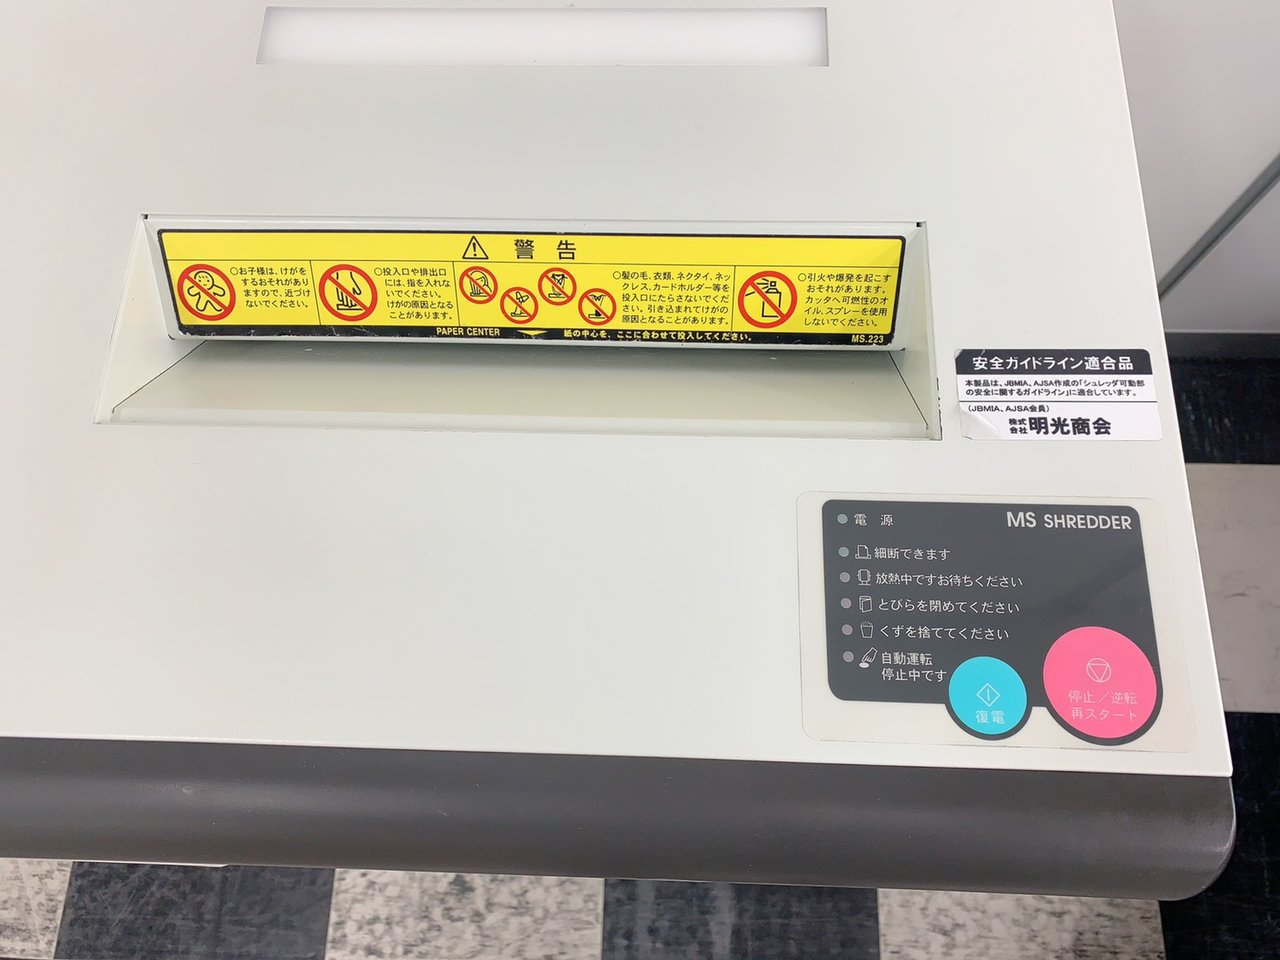 警告
○お子様は、けがを
するおそれがあり
ますので、近づけ
ないでください。
○投入口や排出口
には、指を入れな
いでください。
けがの原因となる
ことがあります。
○髪の毛、衣類、ネクタイ、ネッ
クレス、カードホルダー等を
投入口にたらさないでくだ
さい。引き込まれてけがの
原因となることがあります。
○引火や爆発を起こす
おそれがあります。
カッタへ可燃性のオ
イル、スプレーを使用
しないでください。
PAPER CENTER 紙の中心を、ここに合わせて投入してください。
MS.223
安全ガイドライン適合品
本製品は、JBMIA、AJSA作成の「シュレッダ可動部
の安全に関するガイドライン」に適合しています。
(JBMIA、AJSA会員)
株式会社 明光商会
電源
MS SHREDDER
細断できます
放熱中ですお待ちください
とびらを閉めてください
くずを捨ててください
自動運転
停止中です
復電
停止/逆転
再スタート